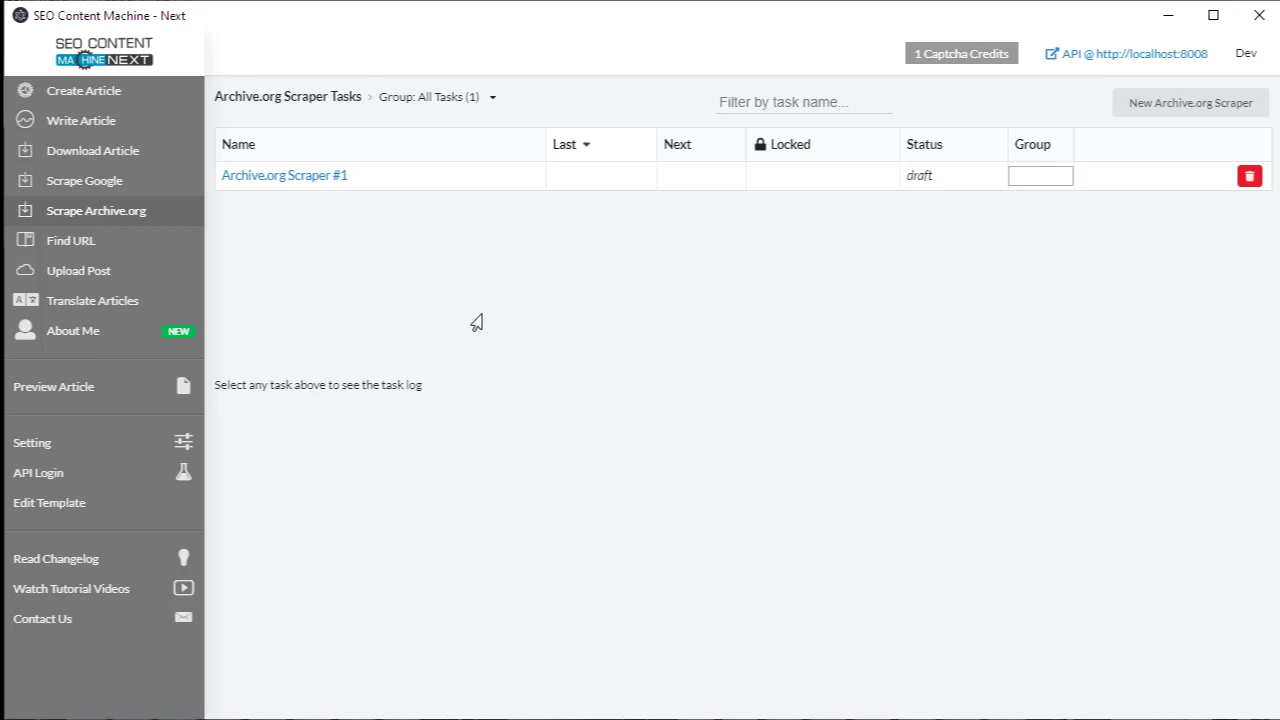 SEO Content Machine - Next
SEO CONTENT
MACHINE NEXT
1 Captcha Credits
API @ http://localhost:8008
Dev
Create Article
Write Article
Download Article
Scrape Google
Scrape Archive.org
Find URL
Upload Post
Translate Articles
About Me NEW
Preview Article
Setting
API Login
Edit Template
Read Changelog
Watch Tutorial Videos
Contact Us
Archive.org Scraper Tasks › Group: All Tasks (1)
Filter by task name...
New Archive.org Scraper
Name Last Next Locked Status Group
Archive.org Scraper #1 draft
Select any task above to see the task log